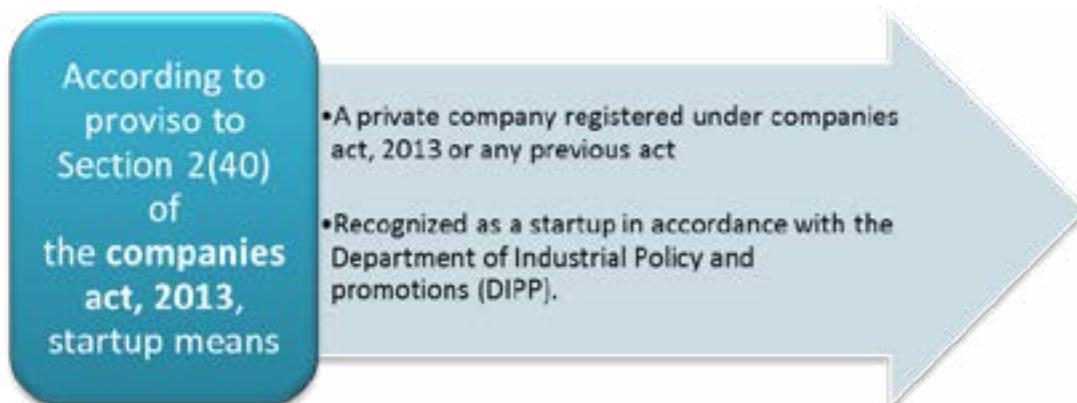 According to
proviso to
Section 2(40)
of
the companies
act, 2013,
startup means
•A private company registered under companies
act, 2013 or any previous act
•Recognized as a startup in accordance with the
Department of Industrial Policy and
promotions (DIPP).